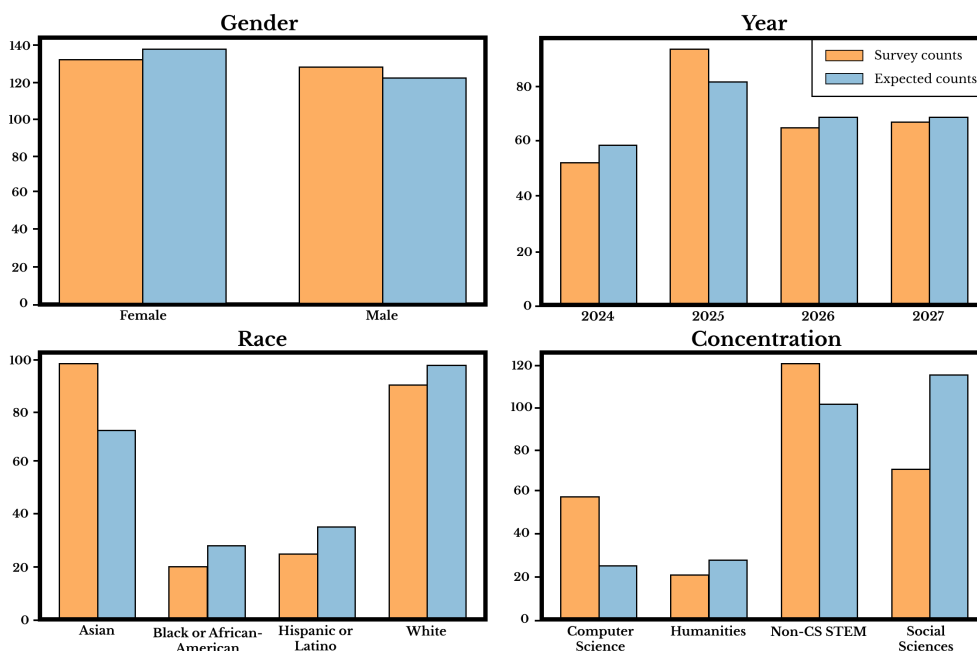 Gender
140
120
100
80
60
40
20
0
Female
Male
Year
Survey counts
Expected counts
80
60
40
20
0
2024
2025
2026
2027
Race
100
80
60
40
20
0
Asian
Black or African-
American
Hispanic or
Latino
White
Concentration
120
100
80
60
40
20
0
Computer
Science
Humanities
Non-CS STEM
Social
Sciences